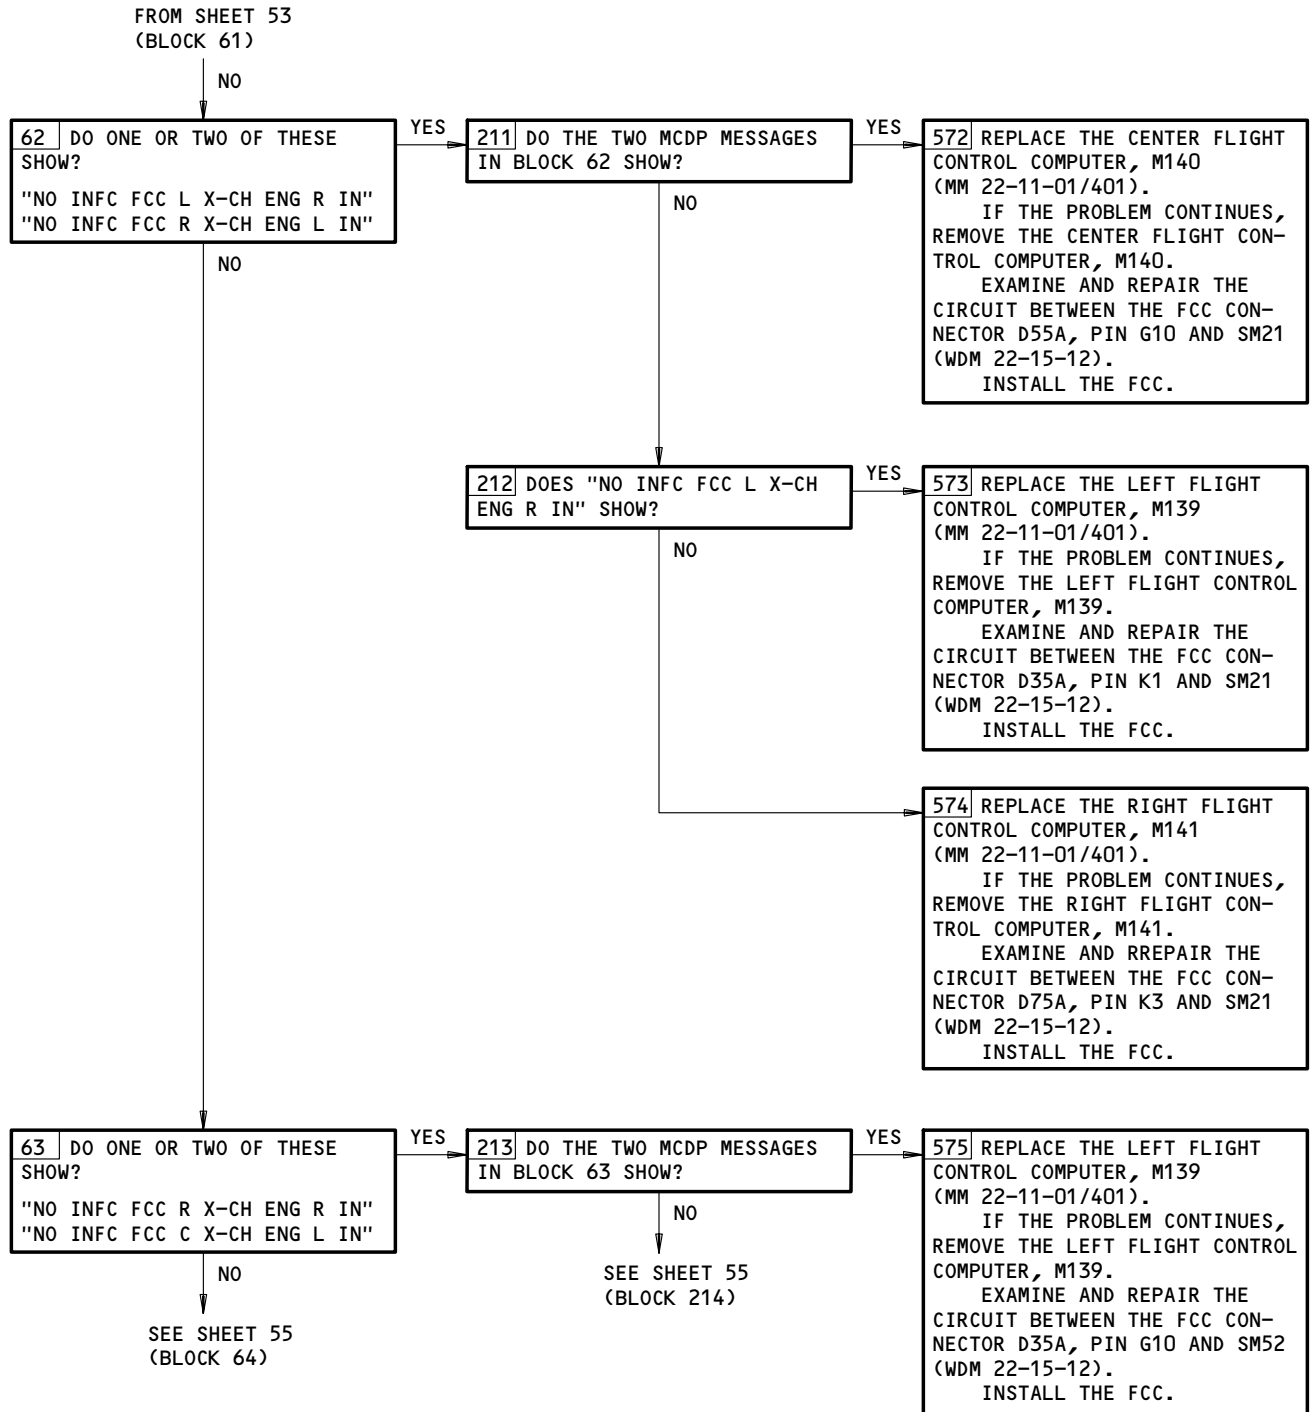 FROM SHEET 53
(BLOCK 61)
NO
62 DO ONE OR TWO OF THESE
SHOW?
"NO INFC FCC L X-CH ENG R IN"
"NO INFC FCC R X-CH ENG L IN"
YES
NO
211 DO THE TWO MCDP MESSAGES
IN BLOCK 62 SHOW?
YES
NO
572 REPLACE THE CENTER FLIGHT
CONTROL COMPUTER, M140
(MM 22-11-01/401).
IF THE PROBLEM CONTINUES,
REMOVE THE CENTER FLIGHT CON-
TROL COMPUTER, M140.
EXAMINE AND REPAIR THE
CIRCUIT BETWEEN THE FCC CON-
NECTOR D55A, PIN G10 AND SM21
(WDM 22-15-12).
INSTALL THE FCC.
212 DOES "NO INFC FCC L X-CH
ENG R IN" SHOW?
YES
NO
573 REPLACE THE LEFT FLIGHT
CONTROL COMPUTER, M139
(MM 22-11-01/401).
IF THE PROBLEM CONTINUES,
REMOVE THE LEFT FLIGHT CONTROL
COMPUTER, M139.
EXAMINE AND REPAIR THE
CIRCUIT BETWEEN THE FCC CON-
NECTOR D35A, PIN K1 AND SM21
(WDM 22-15-12).
INSTALL THE FCC.
574 REPLACE THE RIGHT FLIGHT
CONTROL COMPUTER, M141
(MM 22-11-01/401).
IF THE PROBLEM CONTINUES,
REMOVE THE RIGHT FLIGHT CON-
TROL COMPUTER, M141.
EXAMINE AND RREPAIR THE
CIRCUIT BETWEEN THE FCC CON-
NECTOR D75A, PIN K3 AND SM21
(WDM 22-15-12).
INSTALL THE FCC.
63 DO ONE OR TWO OF THESE
SHOW?
"NO INFC FCC R X-CH ENG R IN"
"NO INFC FCC C X-CH ENG L IN"
YES
NO
SEE SHEET 55
(BLOCK 64)
213 DO THE TWO MCDP MESSAGES
IN BLOCK 63 SHOW?
YES
NO
SEE SHEET 55
(BLOCK 214)
575 REPLACE THE LEFT FLIGHT
CONTROL COMPUTER, M139
(MM 22-11-01/401).
IF THE PROBLEM CONTINUES,
REMOVE THE LEFT FLIGHT CONTROL
COMPUTER, M139.
EXAMINE AND REPAIR THE
CIRCUIT BETWEEN THE FCC CON-
NECTOR D35A, PIN G10 AND SM52
(WDM 22-15-12).
INSTALL THE FCC.